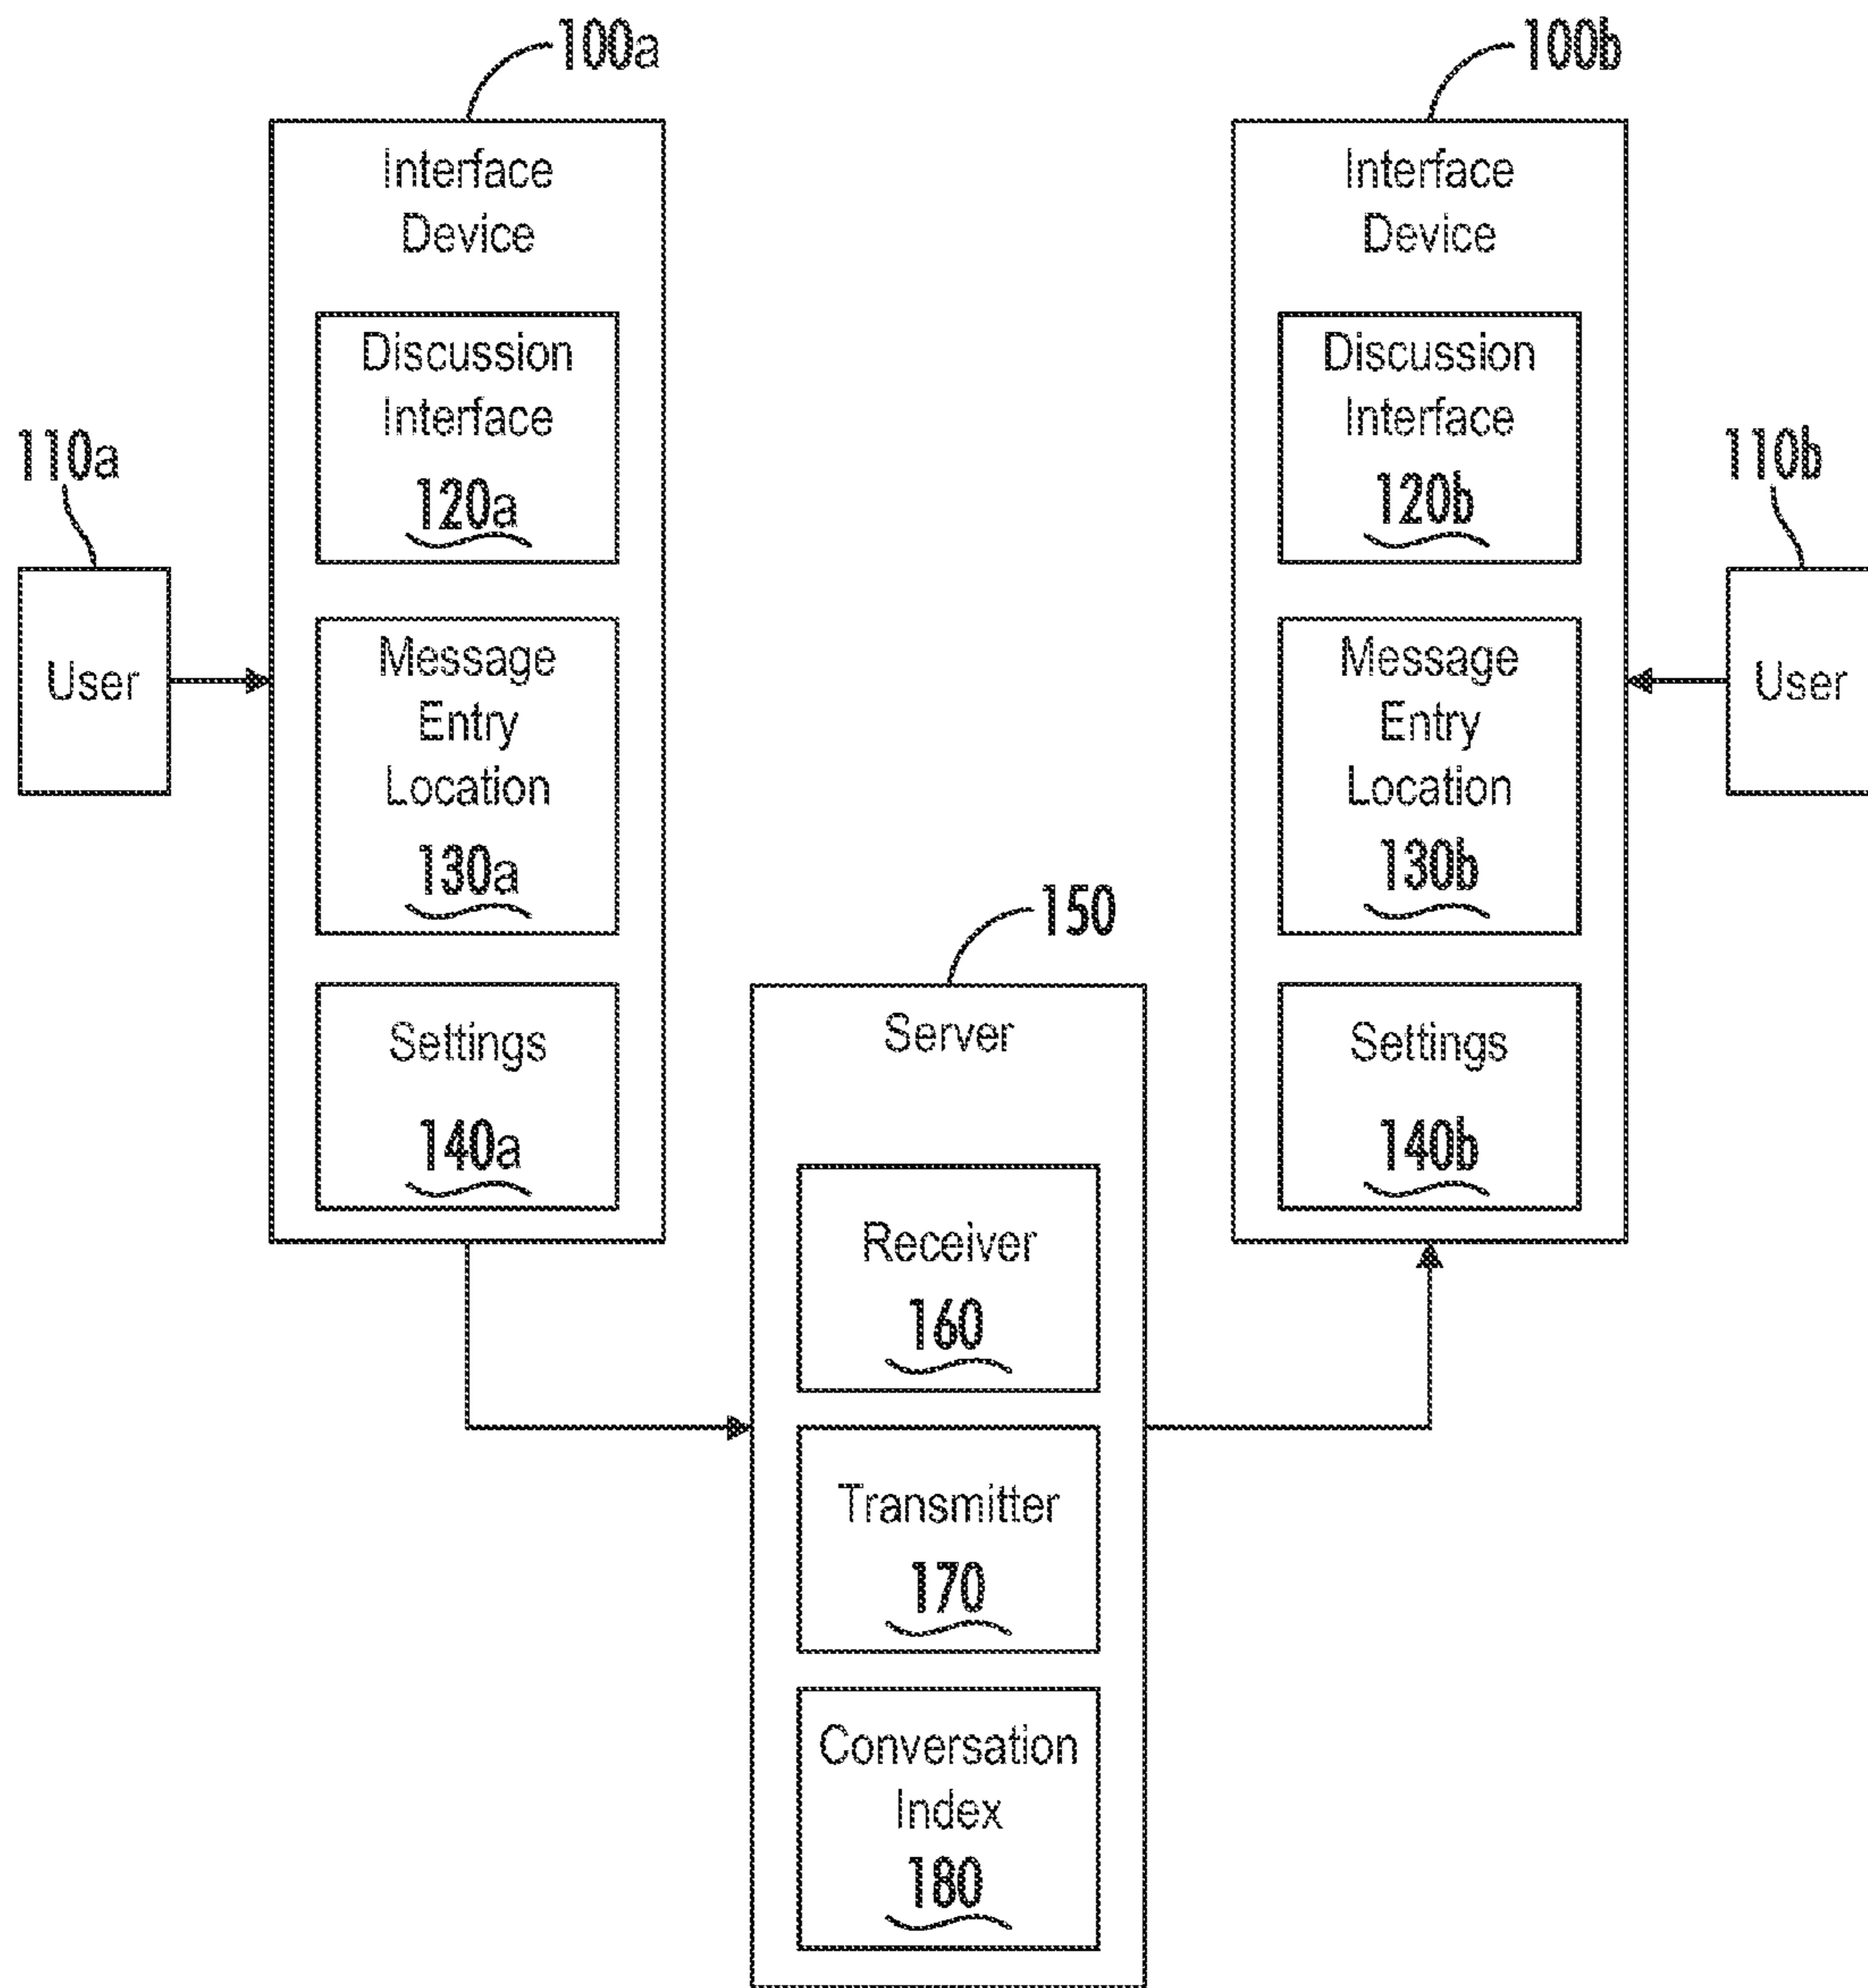 100a
100b
Interface
Device
Discussion
Interface
120a
Message
Entry
Location
130a
Settings
140a
110a
User
Interface
Device
Discussion
Interface
120b
Message
Entry
Location
130b
Settings
140b
110b
User
150
Server
Receiver
160
Transmitter
170
Conversation
Index
180